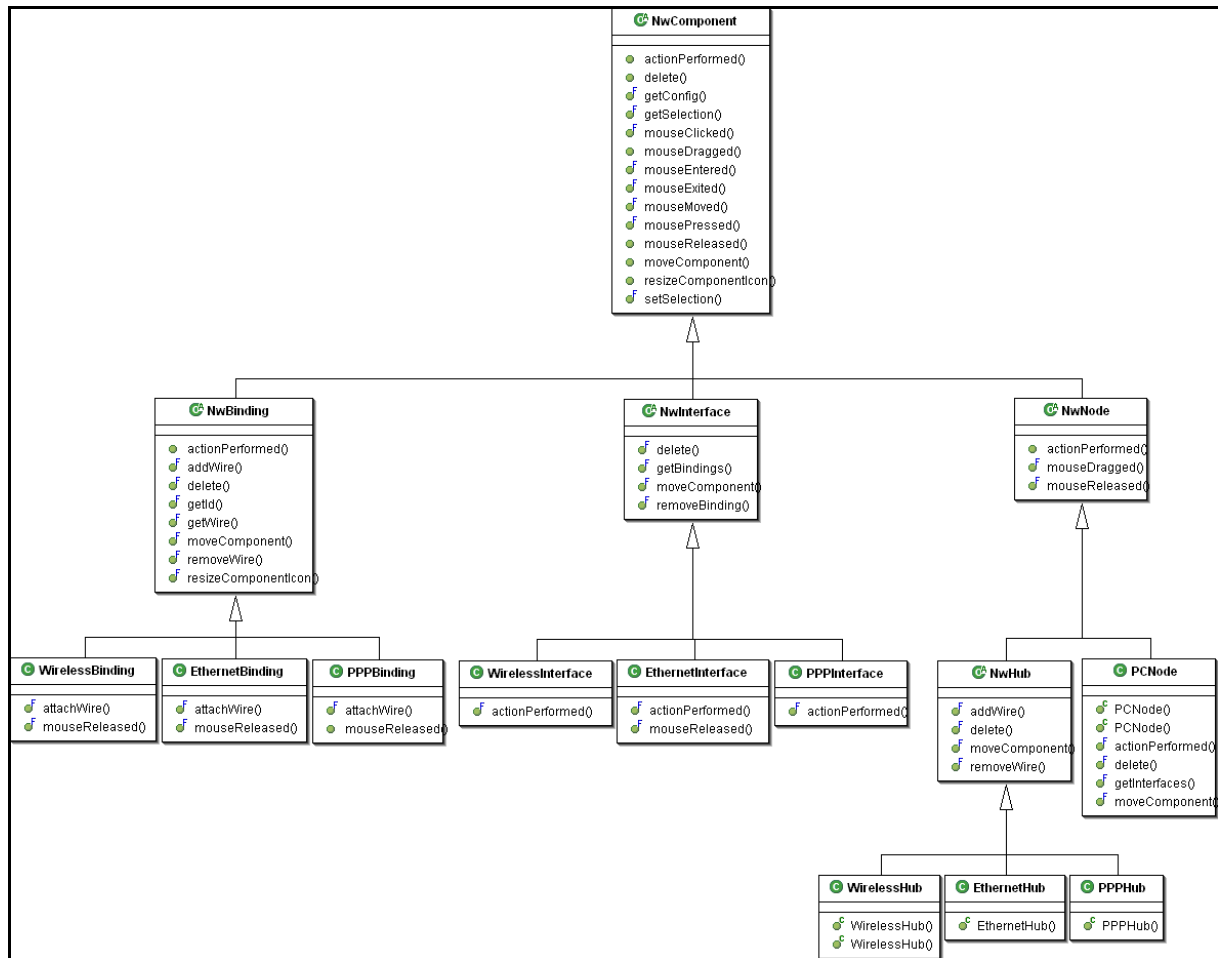 NwComponent
actionPerformed()
delete()
getConfig()
getSelection()
mouseClicked()
mouseDragged()
mouseEntered()
mouseExited()
mouseMoved()
mousePressed()
mouseReleased()
moveComponent()
resizeComponentIcon()
setSelection()
NwBinding
actionPerformed()
addWire()
delete()
getId()
getWire()
moveComponent()
removeWire()
resizeComponentIcon()
NwInterface
delete()
getBindings()
moveComponent()
removeBinding()
NwNode
actionPerformed()
mouseDragged()
mouseReleased()
WirelessBinding
attachWire()
mouseReleased()
EthernetBinding
attachWire()
mouseReleased()
PPPBinding
attachWire()
mouseReleased()
WirelessInterface
actionPerformed()
EthernetInterface
actionPerformed()
mouseReleased()
PPPInterface
actionPerformed()
NwHub
addWire()
delete()
moveComponent()
removeWire()
PCNode
PCNode()
PCNode()
actionPerformed()
delete()
getInterfaces()
moveComponent()
WirelessHub
WirelessHub()
WirelessHub()
EthernetHub
EthernetHub()
PPPHub
PPPHub()